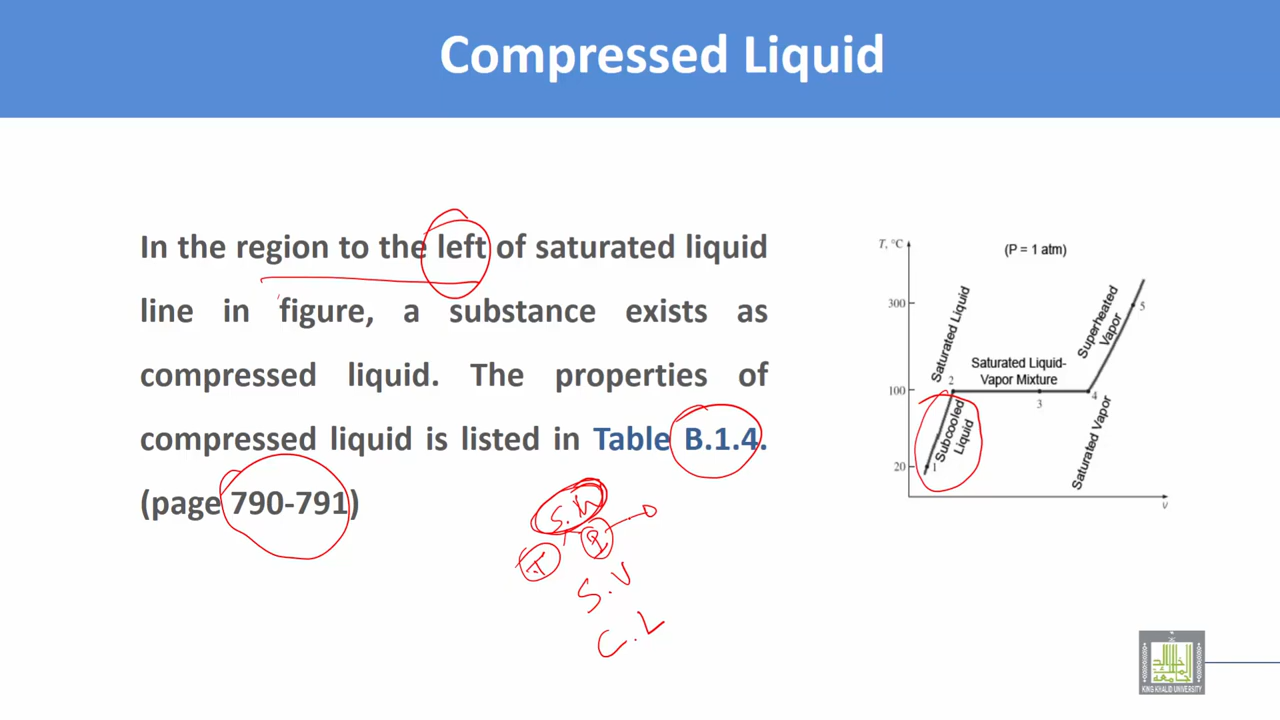 Compressed Liquid
In the region to the left of saturated liquid
line in figure, a substance exists as
compressed liquid. The properties of
compressed liquid is listed in Table B.1.4.
(page 790-791)
T, °C
(P = 1 atm)
300
100
20
Saturated Liquid
Saturated Liquid-
Vapor Mixture
Superheated
Vapor
Subcooled
Liquid
Saturated Vapor
1
2
3
4
5
v
T
S.V
C.L
KING KHALID UNIVERSITY